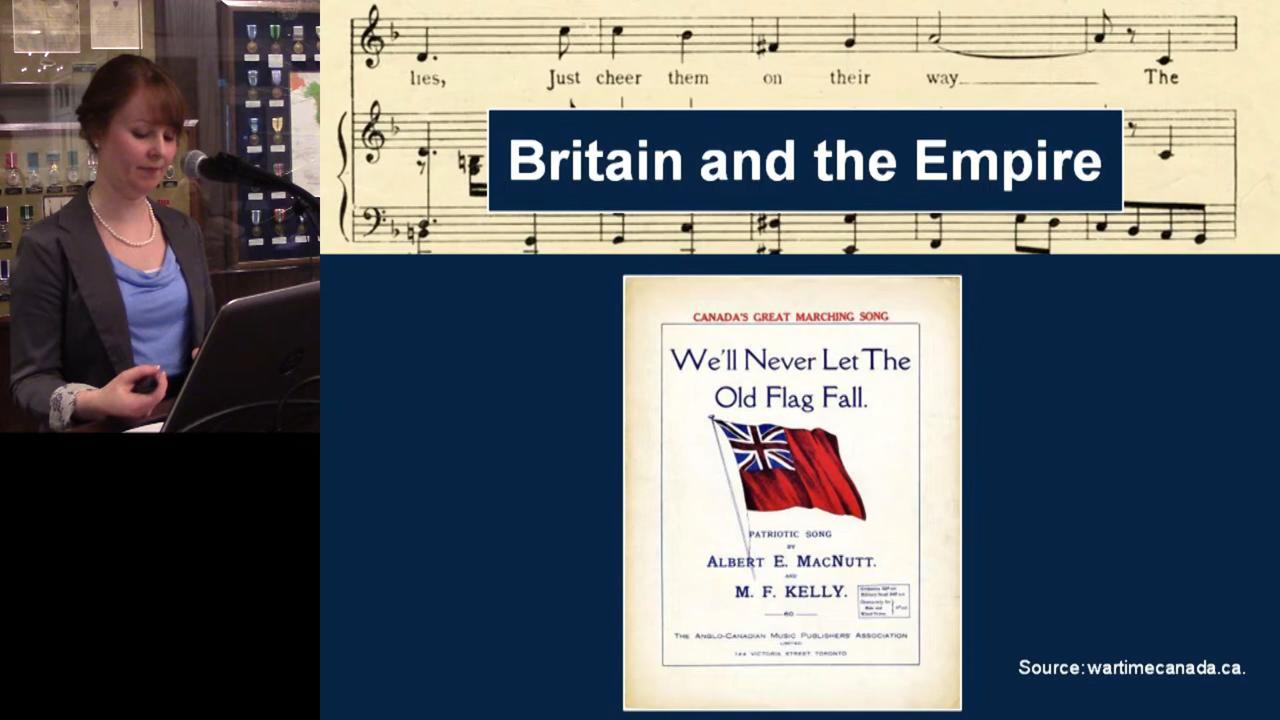 lies, Just cheer them on their way The
Britain and the Empire
CANADA'S GREAT MARCHING SONG
We'll Never Let The
Old Flag Fall.
PATRIOTIC SONG
BY
ALBERT E. MACNUTT.
AND
M. F. KELLY.
60
THE ANGLO-CANADIAN MUSIC PUBLISHERS' ASSOCIATION
LIMITED
144 VICTORIA STREET TORONTO
Source: wartimecanada.ca.